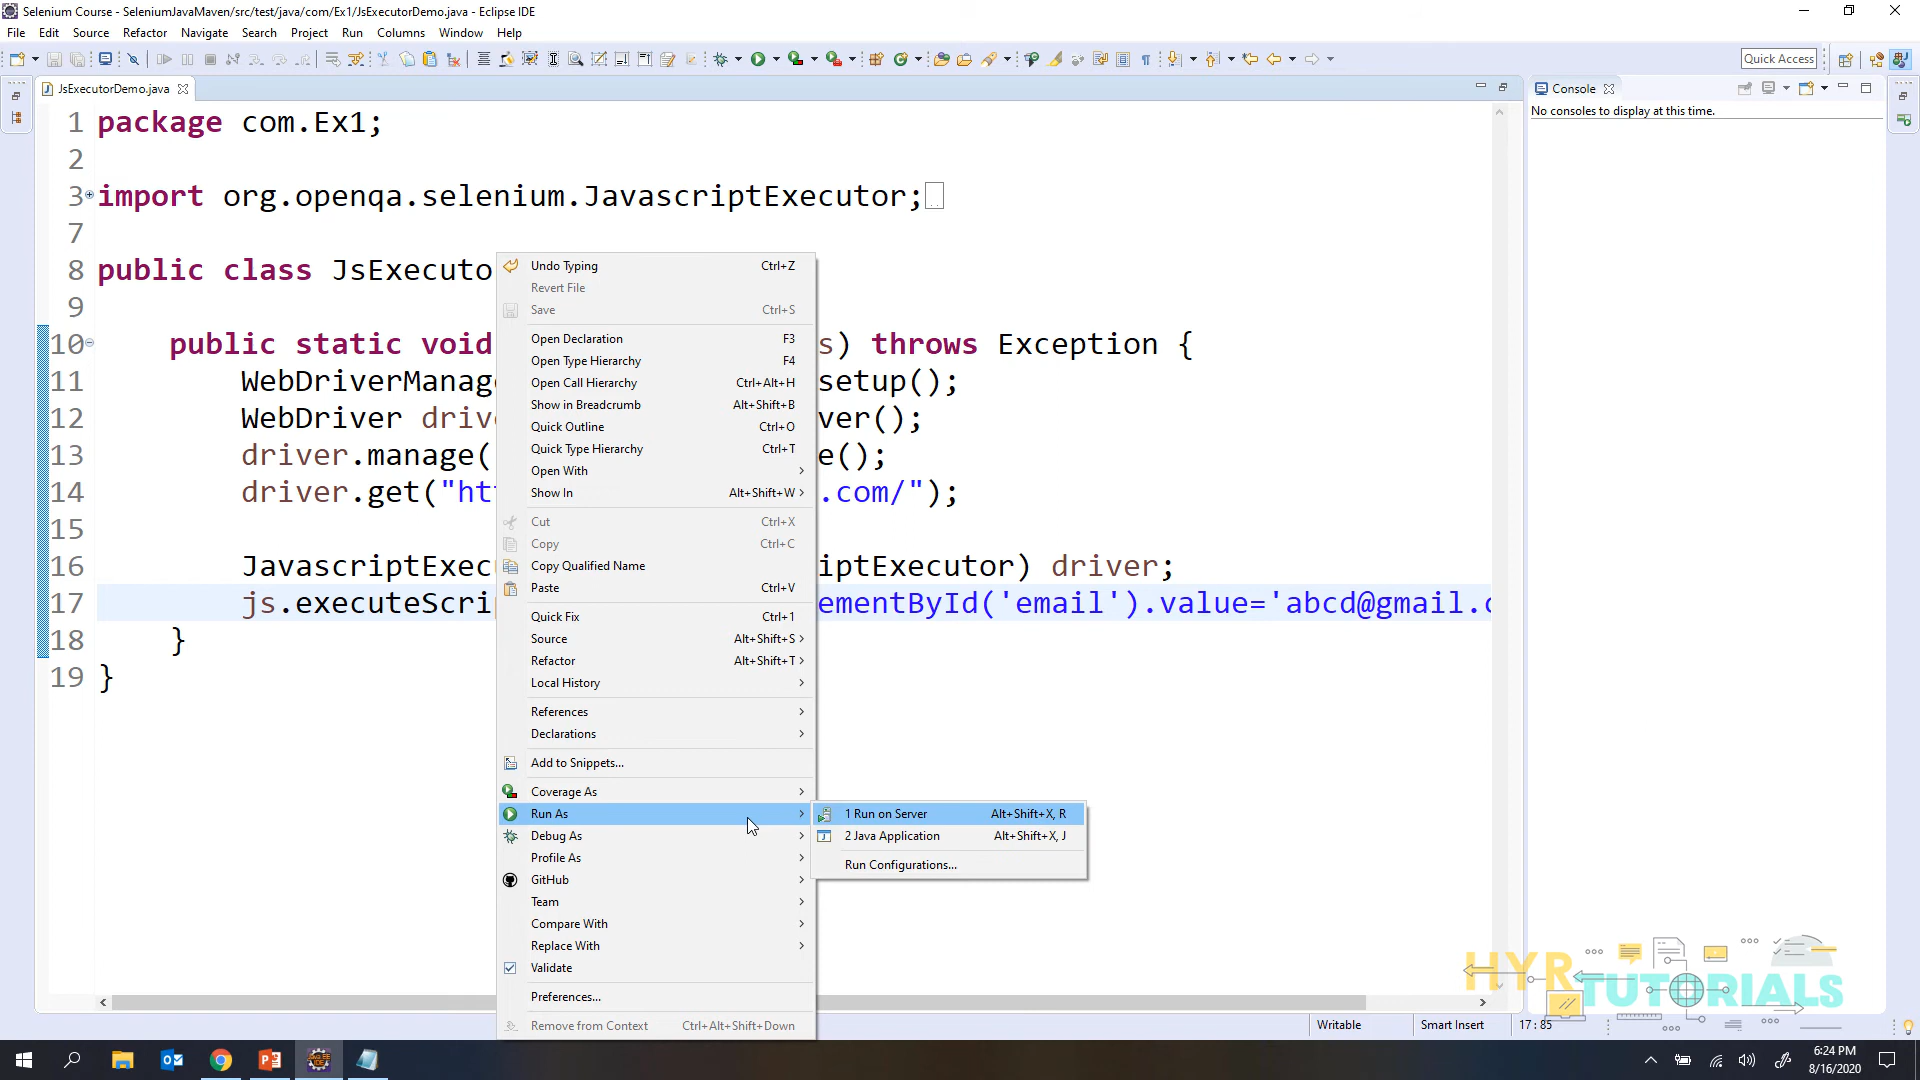 Selenium Course - SeleniumJavaMaven/src/test/java/com/Ex1/JsExecutorDemo.java - Eclipse IDE
File Edit Source Refactor Navigate Search Project Run Columns Window Help
Quick Access
JsExecutorDemo.java
Console
No consoles to display at this time.
1 package com.Ex1;
2
3 import org.openqa.selenium.JavascriptExecutor;
7
8 public class JsExecuto
9
10 public static void s) throws Exception {
11 WebDriverManag setup();
12 WebDriver driv ver();
13 driver.manage( e();
14 driver.get("ht .com/");
15
16 JavascriptExec iptExecutor) driver;
17 js.executeScri ementById('email').value='abcd@gmail.c
18 }
19 }
Undo Typing Ctrl+Z
Revert File
Save Ctrl+S
Open Declaration F3
Open Type Hierarchy F4
Open Call Hierarchy Ctrl+Alt+H
Show in Breadcrumb Alt+Shift+B
Quick Outline Ctrl+O
Quick Type Hierarchy Ctrl+T
Open With
Show In Alt+Shift+W
Cut Ctrl+X
Copy Ctrl+C
Copy Qualified Name
Paste Ctrl+V
Quick Fix Ctrl+1
Source Alt+Shift+S
Refactor Alt+Shift+T
Local History
References
Declarations
Add to Snippets...
Coverage As
Run As
Debug As
Profile As
GitHub
Team
Compare With
Replace With
Validate
Preferences...
Remove from Context Ctrl+Alt+Shift+Down
1 Run on Server Alt+Shift+X, R
2 Java Application Alt+Shift+X, J
Run Configurations...
HYR TUTORIALS
Writable Smart Insert 17 : 85
6:24 PM
8/16/2020